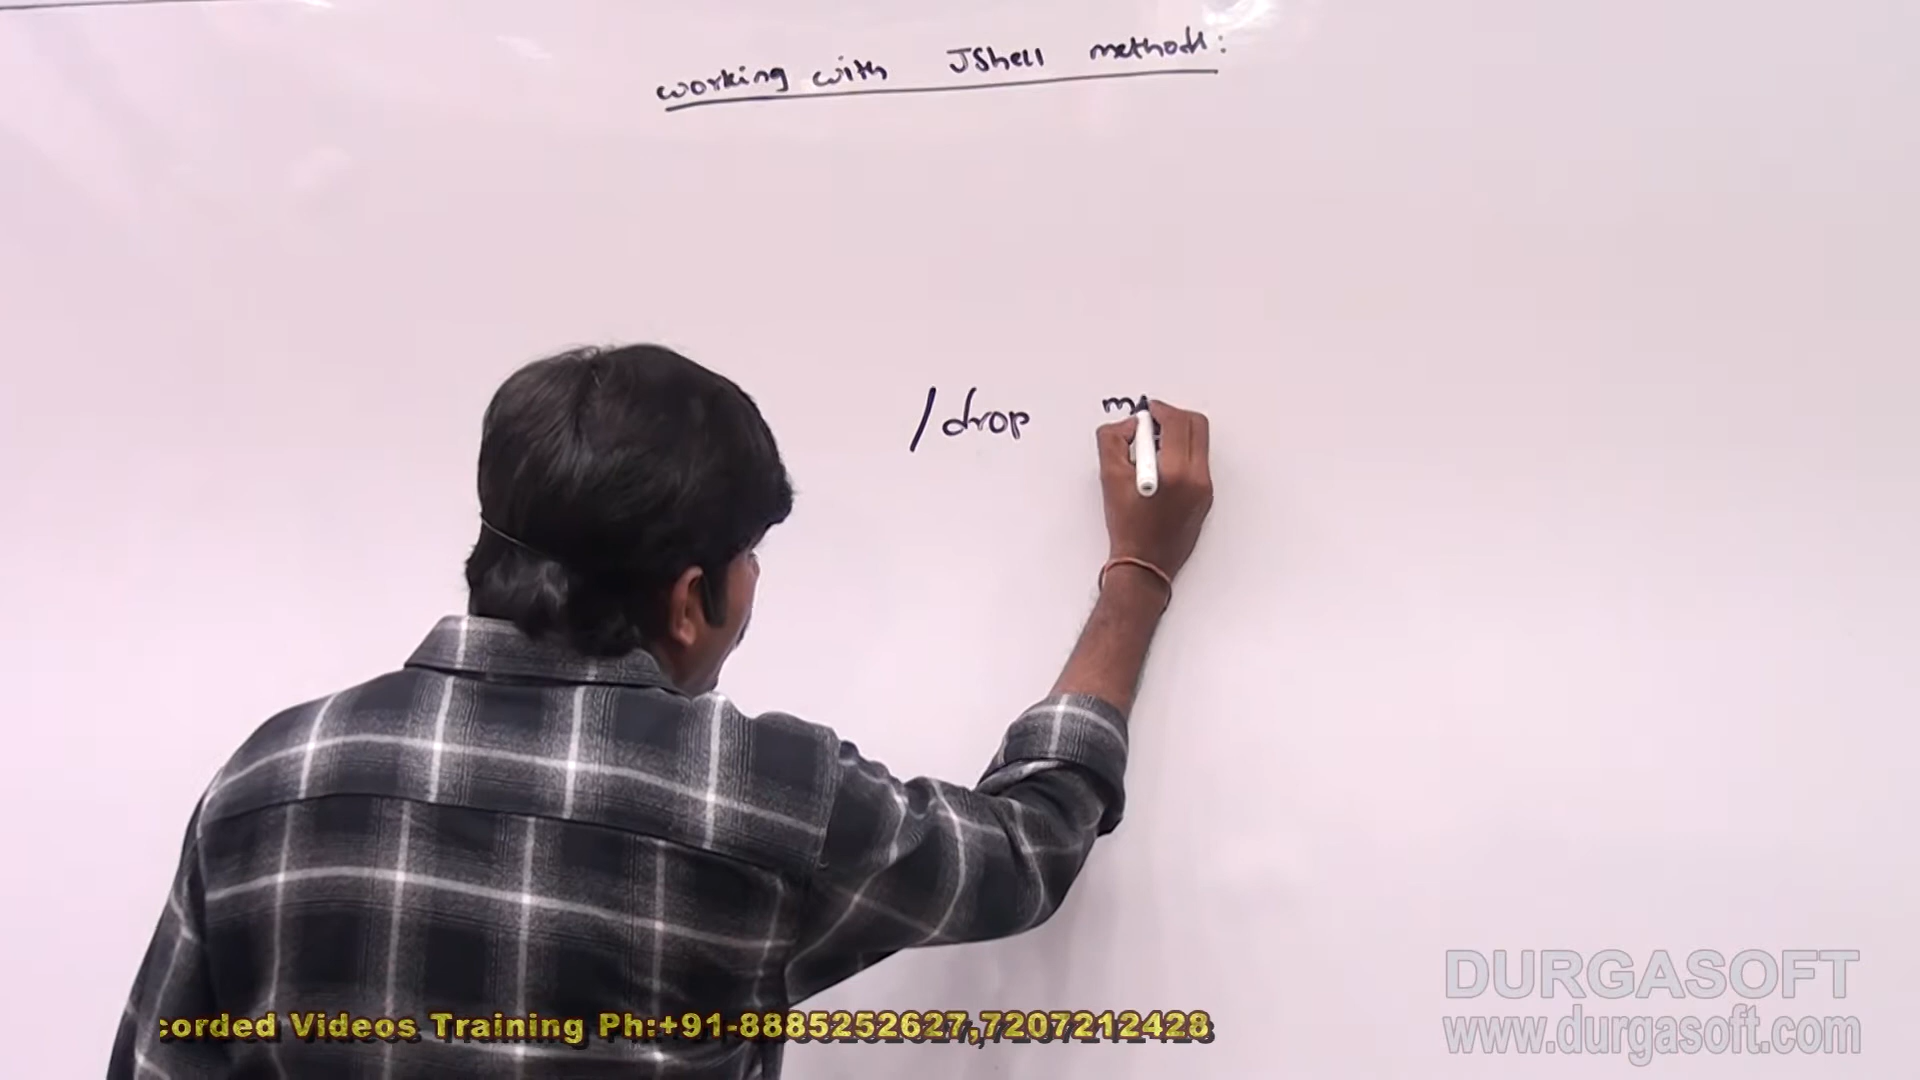 working with JShell methods:
/drop
corded Videos Training Ph:+91-8885252627,7207212428
DURGASOFT
www.durgasoft.com